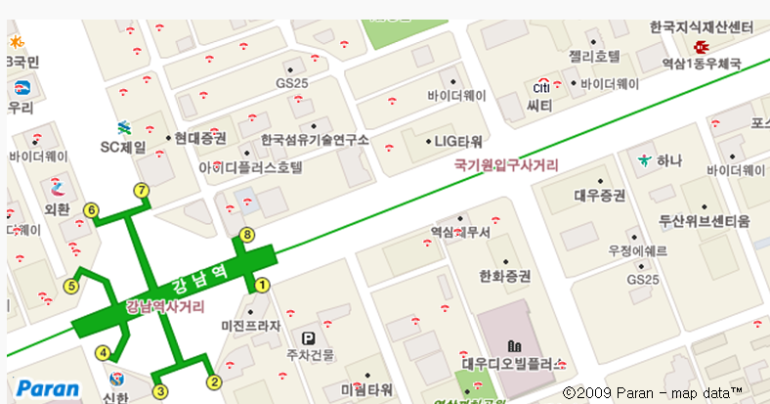 한국지식재산센터
B국민
젤리호텔
역삼1동우체국
GS25
우리
바이더웨이
Citi
바이더웨이
씨티
포스
SC제일
현대증권
한국섬유기술연구소
LIG타워
바이더웨이
아이디플러스호텔
국기원입구사거리
하나
바이더웨이
대우증권
7
외환
6
두산위브센티움
더웨이
역삼세무서
8
우정에쉐르
강남역
한화증권
GS25
5
1
강남역사거리
미진프라자
P
주차건물
4
대우디오빌플러스
2
3
신한
미림타워
Paran
©2009 Paran - map data™